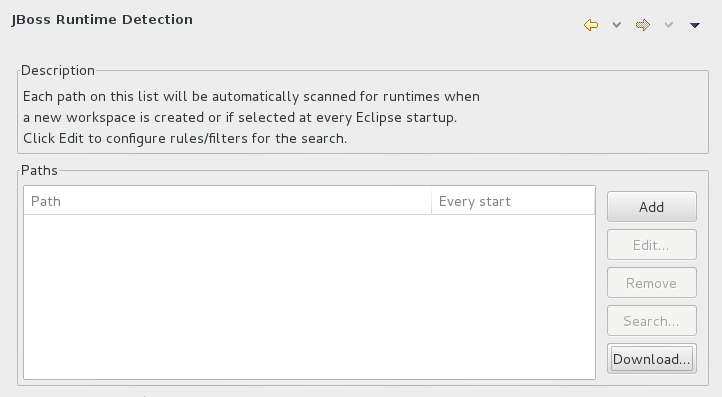 JBoss Runtime Detection
Description
Each path on this list will be automatically scanned for runtimes when
a new workspace is created or if selected at every Eclipse startup.
Click Edit to configure rules/filters for the search.
Paths
Path Every start
Add
Edit...
Remove
Search...
Download...